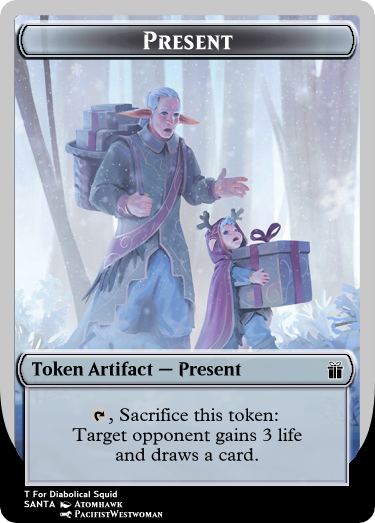 Present
Token Artifact — Present
, Sacrifice this token:
Target opponent gains 3 life
and draws a card.
T For Diabolical Squid
SANTA Atomhawk
PacifistWestwoman